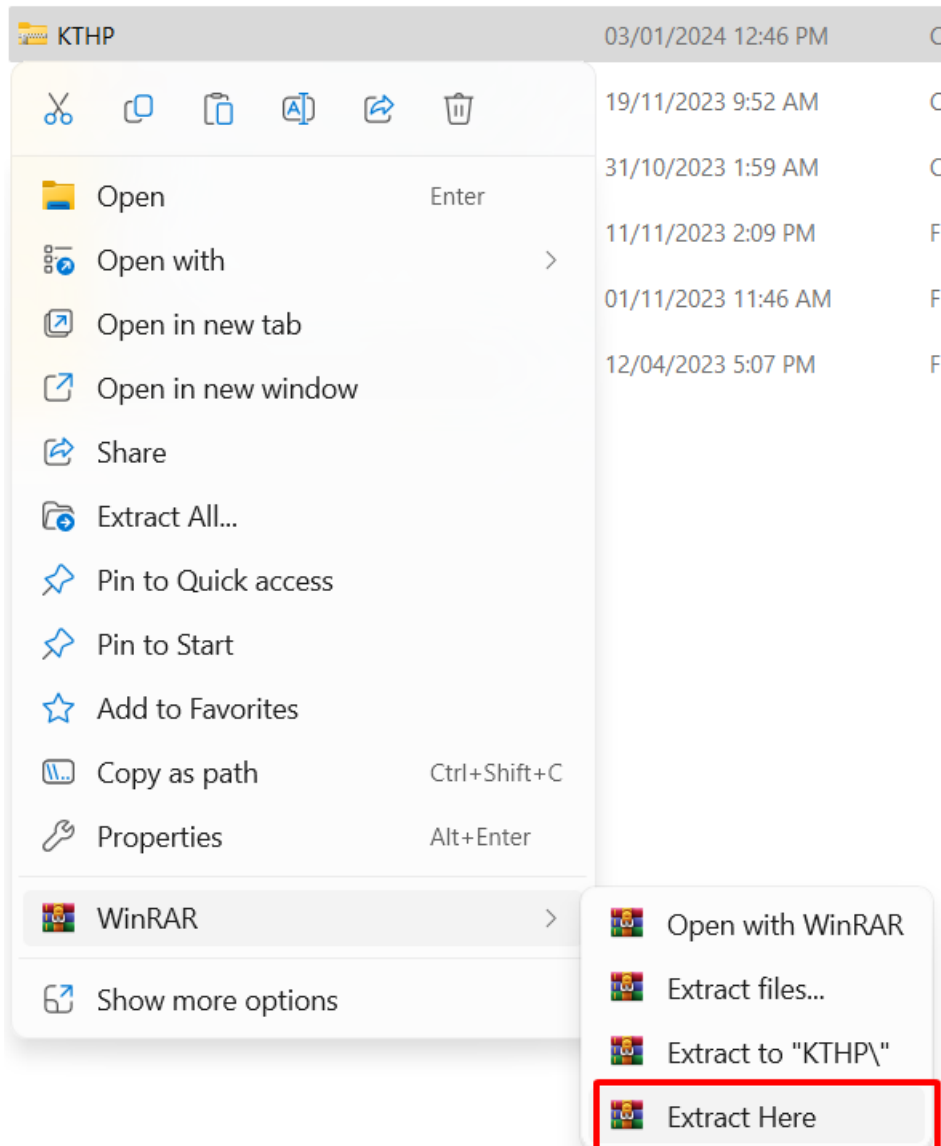 KTHP 03/01/2024 12:46 PM C
19/11/2023 9:52 AM C
31/10/2023 1:59 AM C
Open Enter
11/11/2023 2:09 PM F
Open with
01/11/2023 11:46 AM F
Open in new tab
12/04/2023 5:07 PM F
Open in new window
Share
Extract All...
Pin to Quick access
Pin to Start
Add to Favorites
Copy as path Ctrl+Shift+C
Properties Alt+Enter
WinRAR
Open with WinRAR
Extract files...
Show more options
Extract to "KTHP\"
Extract Here